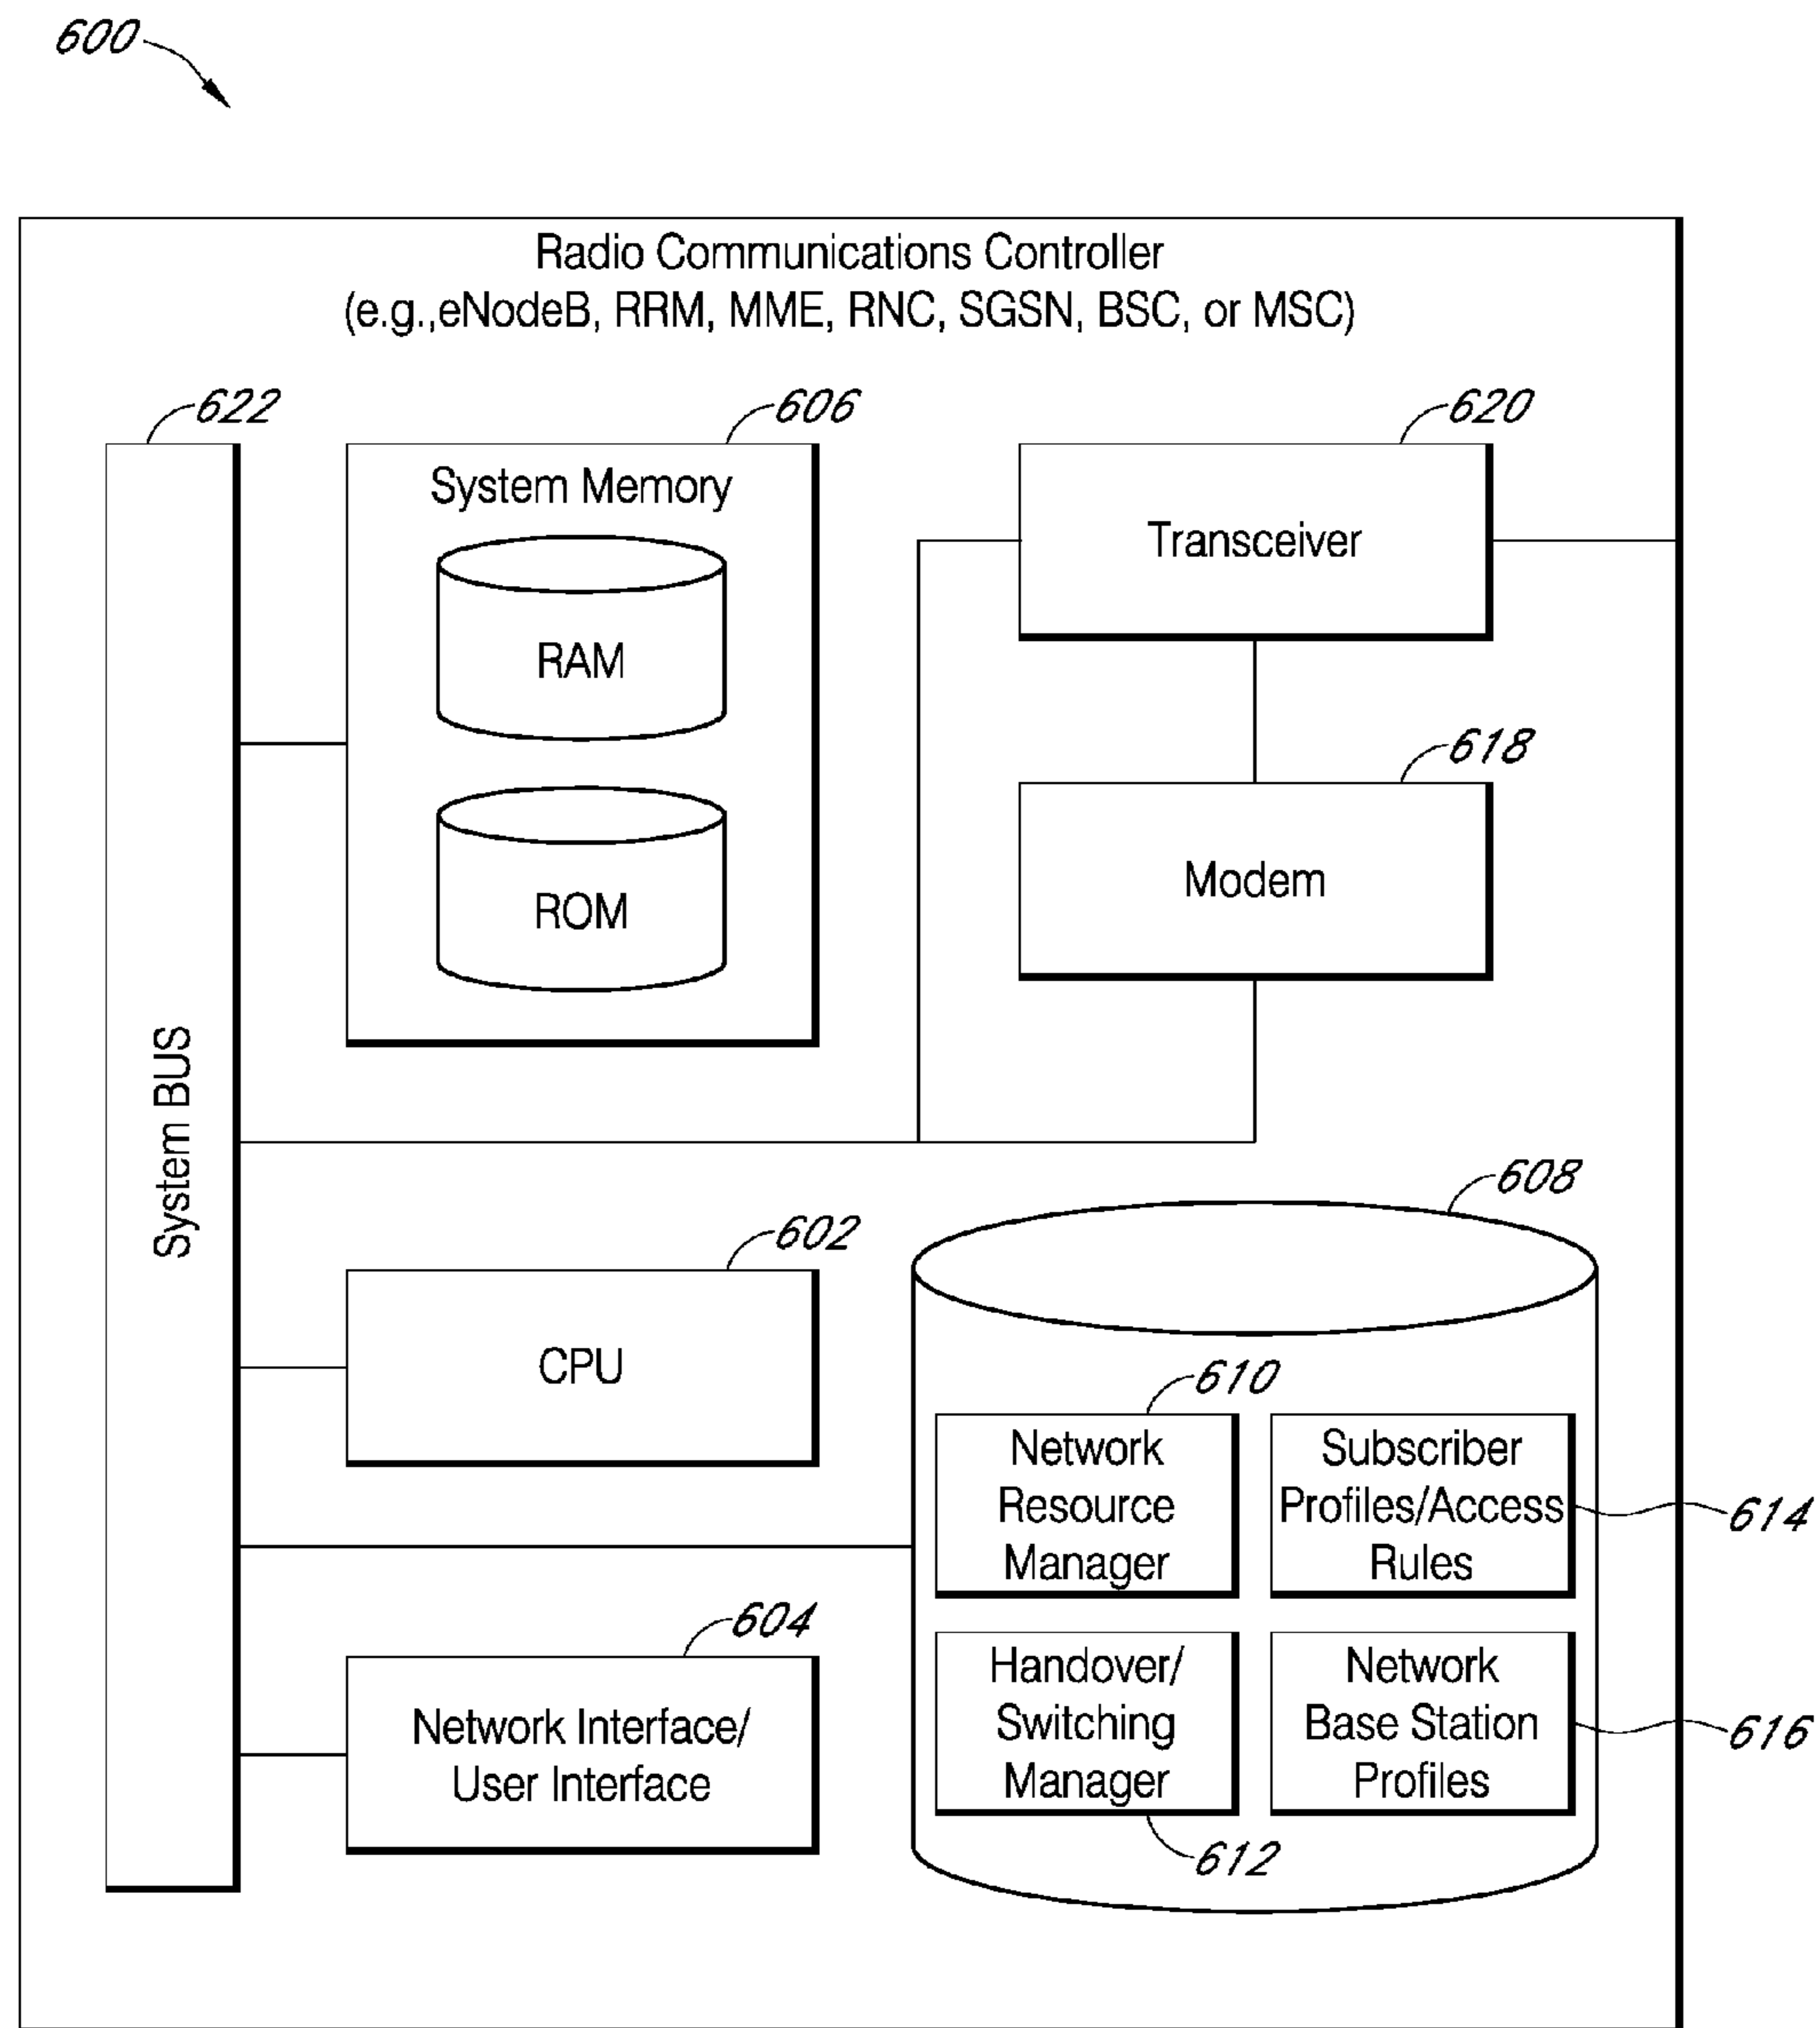 600
Radio Communications Controller
(e.g.,eNodeB, RRM, MME, RNC, SGSN, BSC, or MSC)
622
606
620
System Memory
Transceiver
RAM
618
Modem
ROM
System BUS
608
602
CPU
610
Network
Resource
Manager
Subscriber
Profiles/Access
Rules
614
604
Network Interface/
User Interface
Handover/
Switching
Manager
Network
Base Station
Profiles
616
612